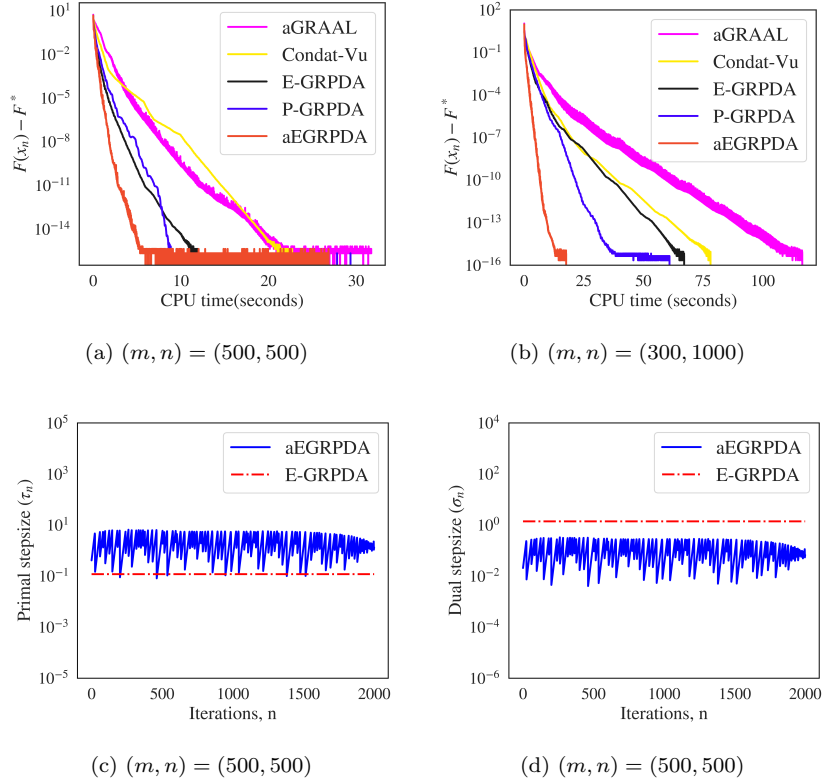 10^1
10^{-2}
10^{-5}
10^{-8}
10^{-11}
10^{-14}
F(x_n) − F^*
aGRAAL
Condat-Vu
E-GRPDA
P-GRPDA
aEGRPDA
0 10 20 30
CPU time(seconds)
(a) (m, n) = (500, 500)
10^2
10^{-1}
10^{-4}
10^{-7}
10^{-10}
10^{-13}
10^{-16}
F(x_n) − F^*
aGRAAL
Condat-Vu
E-GRPDA
P-GRPDA
aEGRPDA
0 25 50 75 100
CPU time (seconds)
(b) (m, n) = (300, 1000)
10^5
10^3
10^1
10^{-1}
10^{-3}
10^{-5}
Primal stepsize (τ_n)
aEGRPDA
E-GRPDA
0 500 1000 1500 2000
Iterations, n
(c) (m, n) = (500, 500)
10^4
10^2
10^0
10^{-2}
10^{-4}
10^{-6}
Dual stepsize (σ_n)
aEGRPDA
E-GRPDA
0 500 1000 1500 2000
Iterations, n
(d) (m, n) = (500, 500)